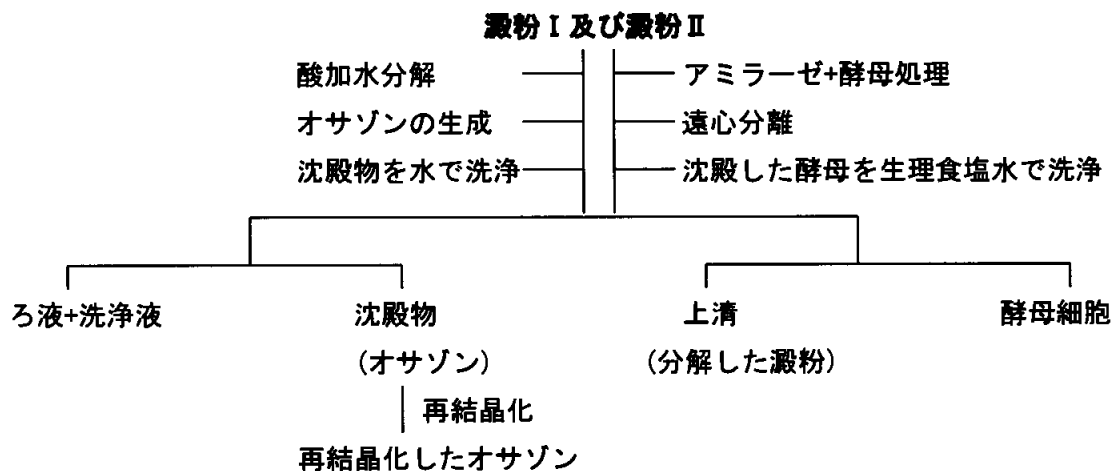 澱粉Ⅰ及び澱粉Ⅱ
酸加水分解
アミラーゼ+酵母処理
オサゾンの生成
遠心分離
沈殿物を水で洗浄
沈殿した酵母を生理食塩水で洗浄
ろ液+洗浄液
沈殿物
上清
酵母細胞
(オサゾン)
(分解した澱粉)
再結晶化
再結晶化したオサゾン